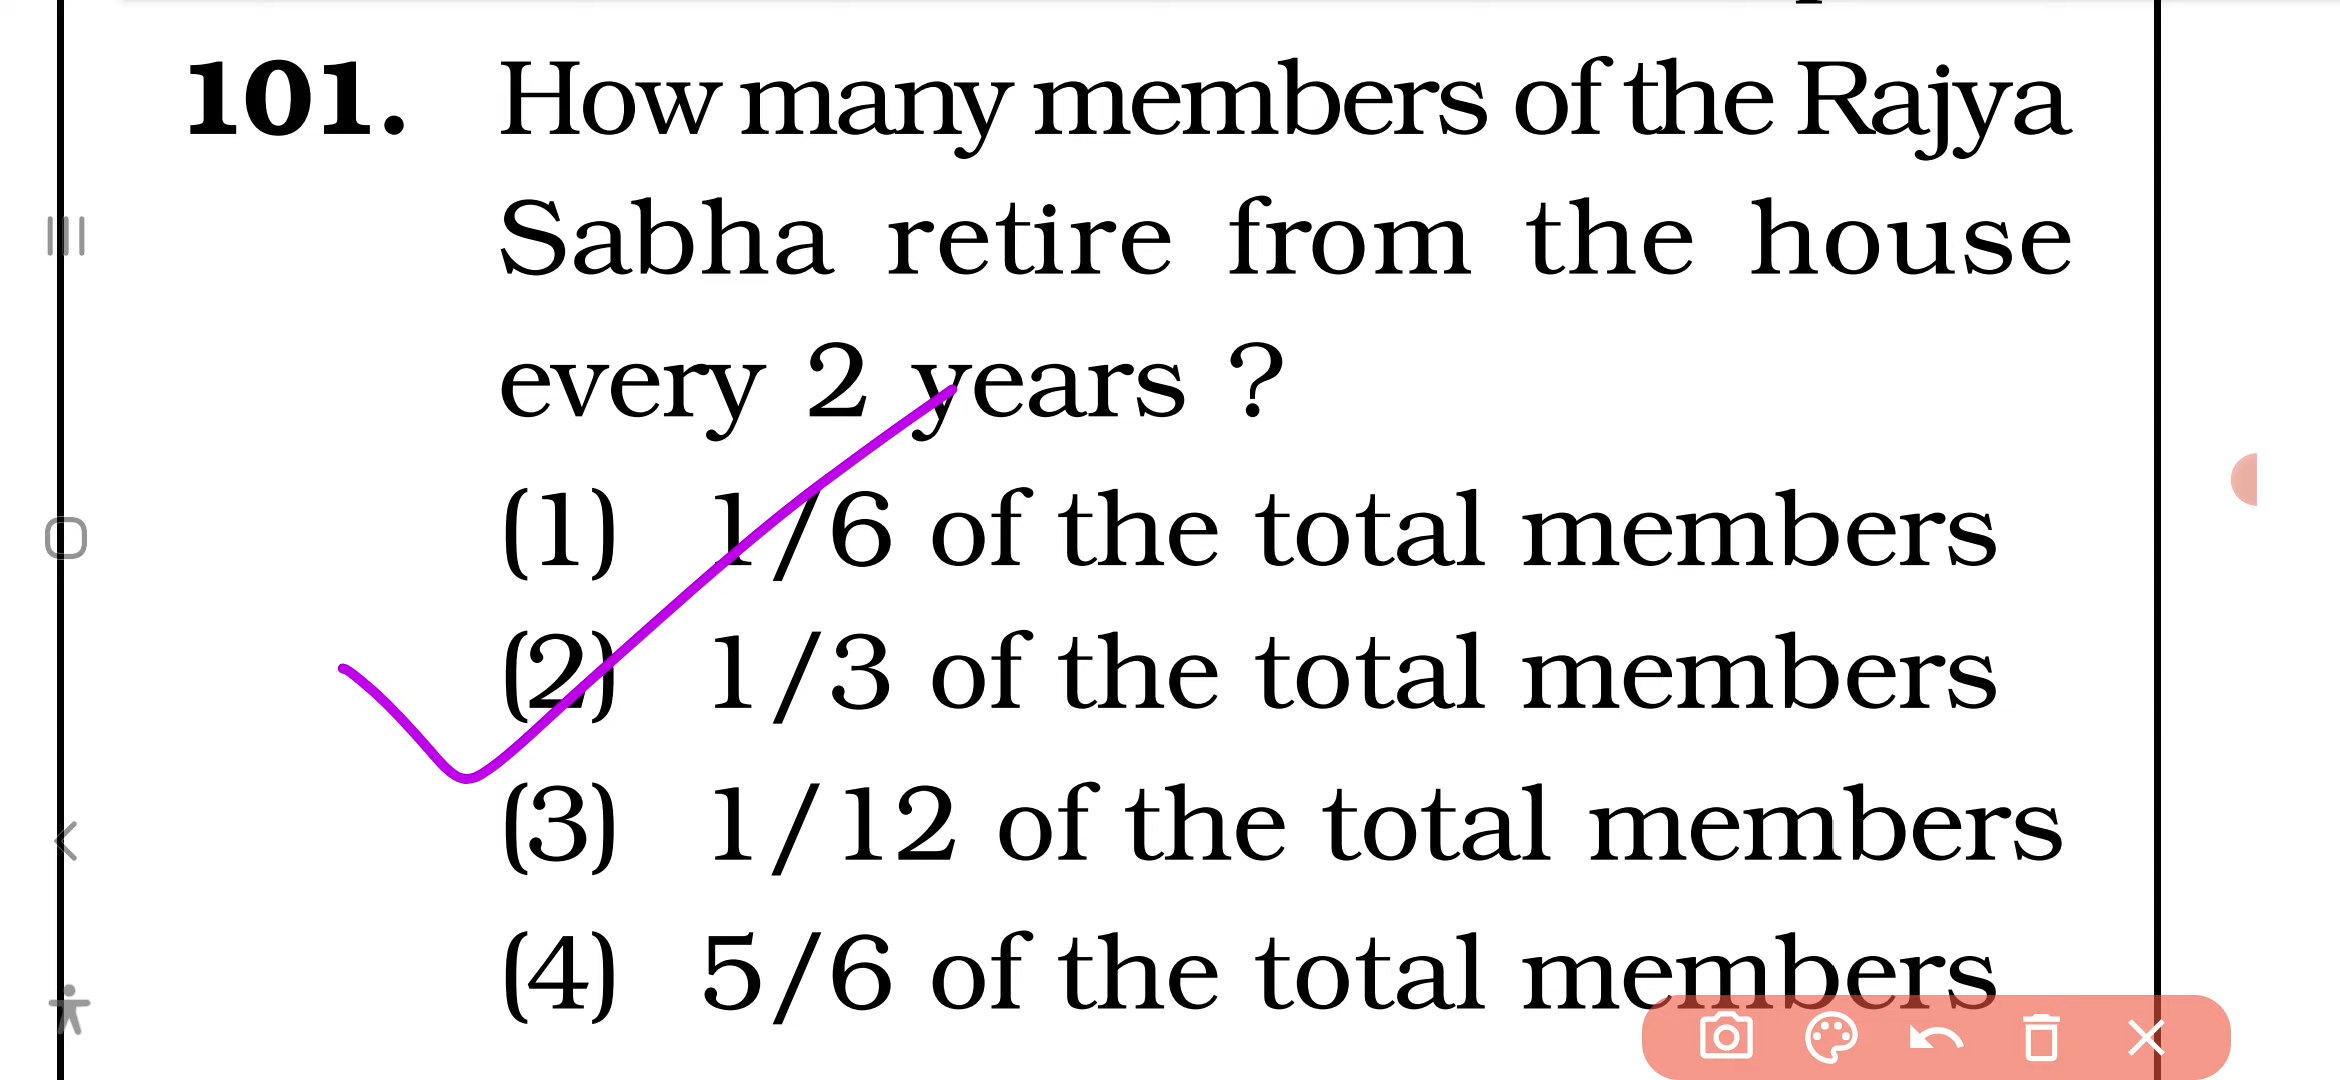 101. How many members of the Rajya
Sabha retire from the house
every 2 years ?
(1) 1/6 of the total members
(2) 1/3 of the total members
(3) 1/12 of the total members
(4) 5/6 of the total members